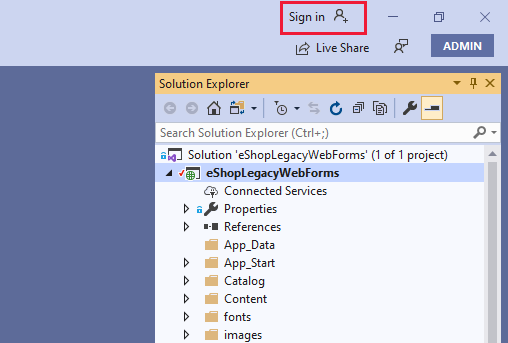 Sign in
Live Share
ADMIN
Solution Explorer
Search Solution Explorer (Ctrl+;)
Solution 'eShopLegacyWebForms' (1 of 1 project)
eShopLegacyWebForms
Connected Services
Properties
References
App_Data
App_Start
Catalog
Content
fonts
images